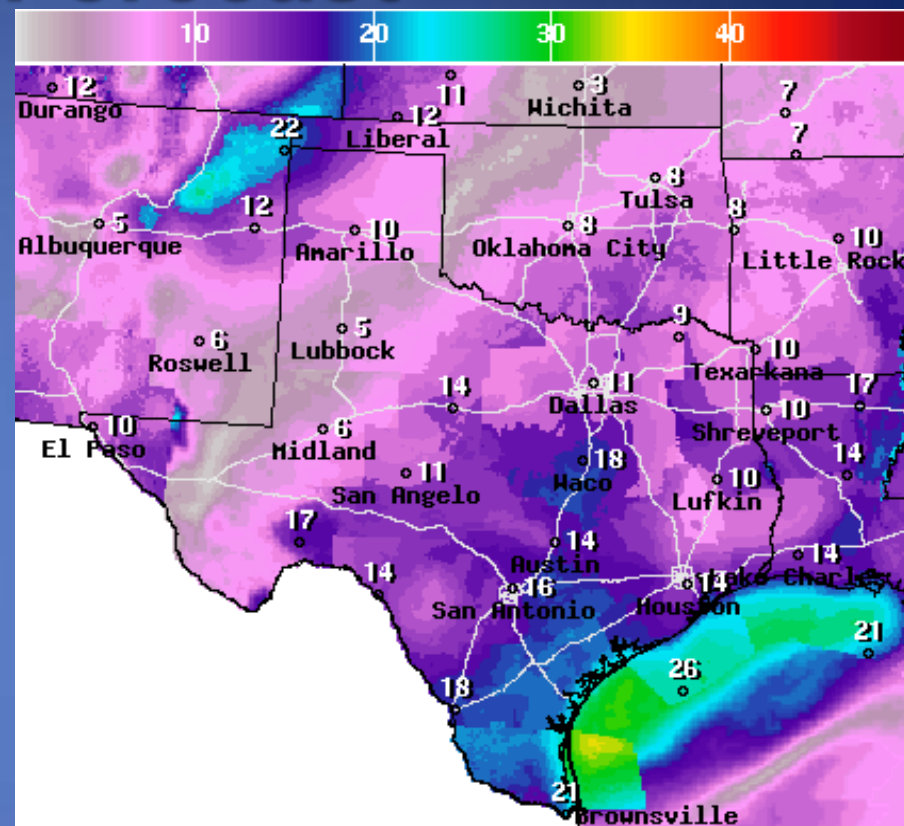 10 20 30 40
12 Durango
11
12 Liberal
3 Wichita
7
7
22
8 Tulsa
5 Albuquerque
12
10 Amarillo
8 Oklahoma City
8
10 Little Rock
6 Roswell
5 Lubbock
9
10 Texarkana
11 Dallas
14
10 Shreveport
17
10 El Paso
6 Midland
11 San Angelo
18 Waco
10 Lufkin
14
17
14 Austin
14 Lake Charles
14
16 San Antonio
14 Houston
21
26
18
21 Brownsville